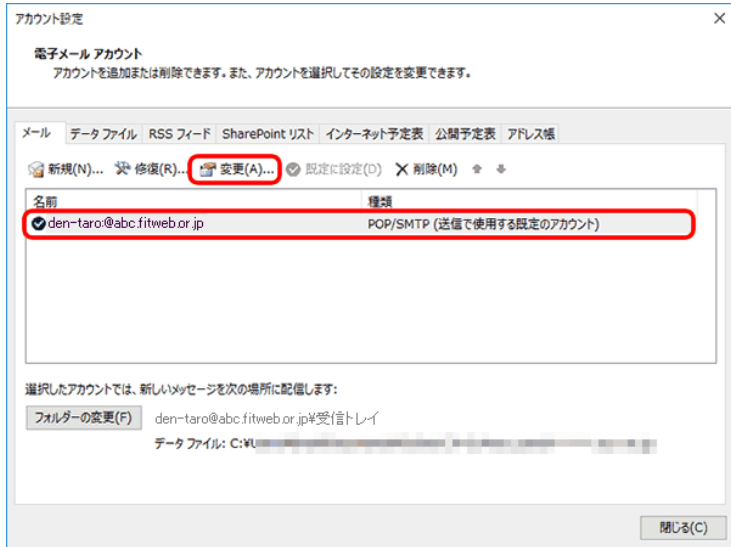 アカウント設定
電子メール アカウント
アカウントを追加または削除できます。また、アカウントを選択してその設定を変更できます。
メール データ ファイル RSS フィード SharePoint リスト インターネット予定表 公開予定表 アドレス帳
新規(N)... 修復(R)... 変更(A)... 既定に設定(D) 削除(M)
名前 種類
den-taro@abc.fitweb.or.jp POP/SMTP (送信で使用する既定のアカウント)
選択したアカウントでは、新しいメッセージを次の場所に配信します:
フォルダーの変更(F) den-taro@abc.fitweb.or.jp¥受信トレイ
データ ファイル: C:¥U
閉じる(C)